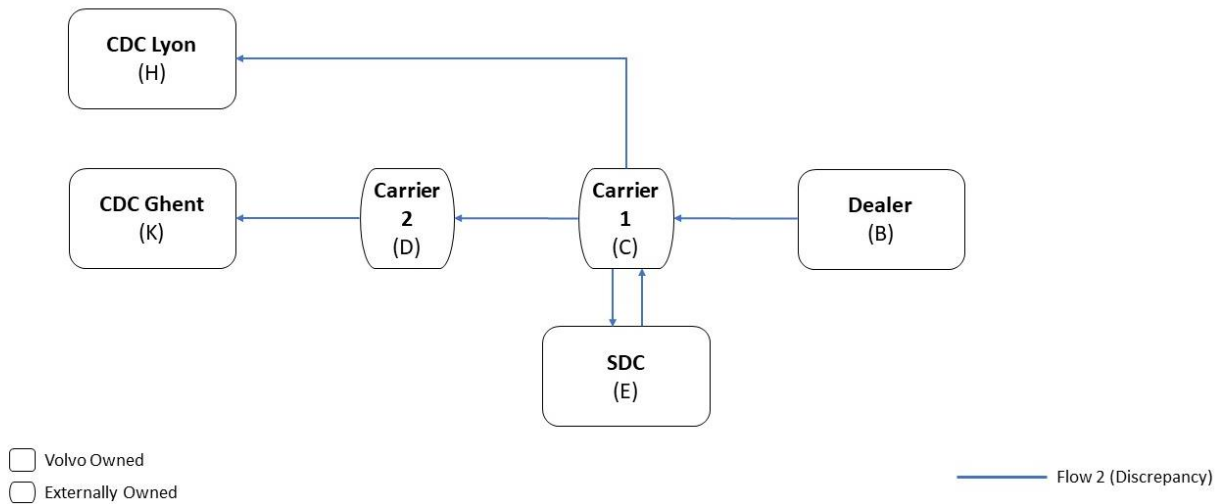 CDC Lyon
(H)
CDC Ghent
(K)
Carrier
2
(D)
Carrier
1
(C)
Dealer
(B)
SDC
(E)
Volvo Owned
Externally Owned
Flow 2 (Discrepancy)